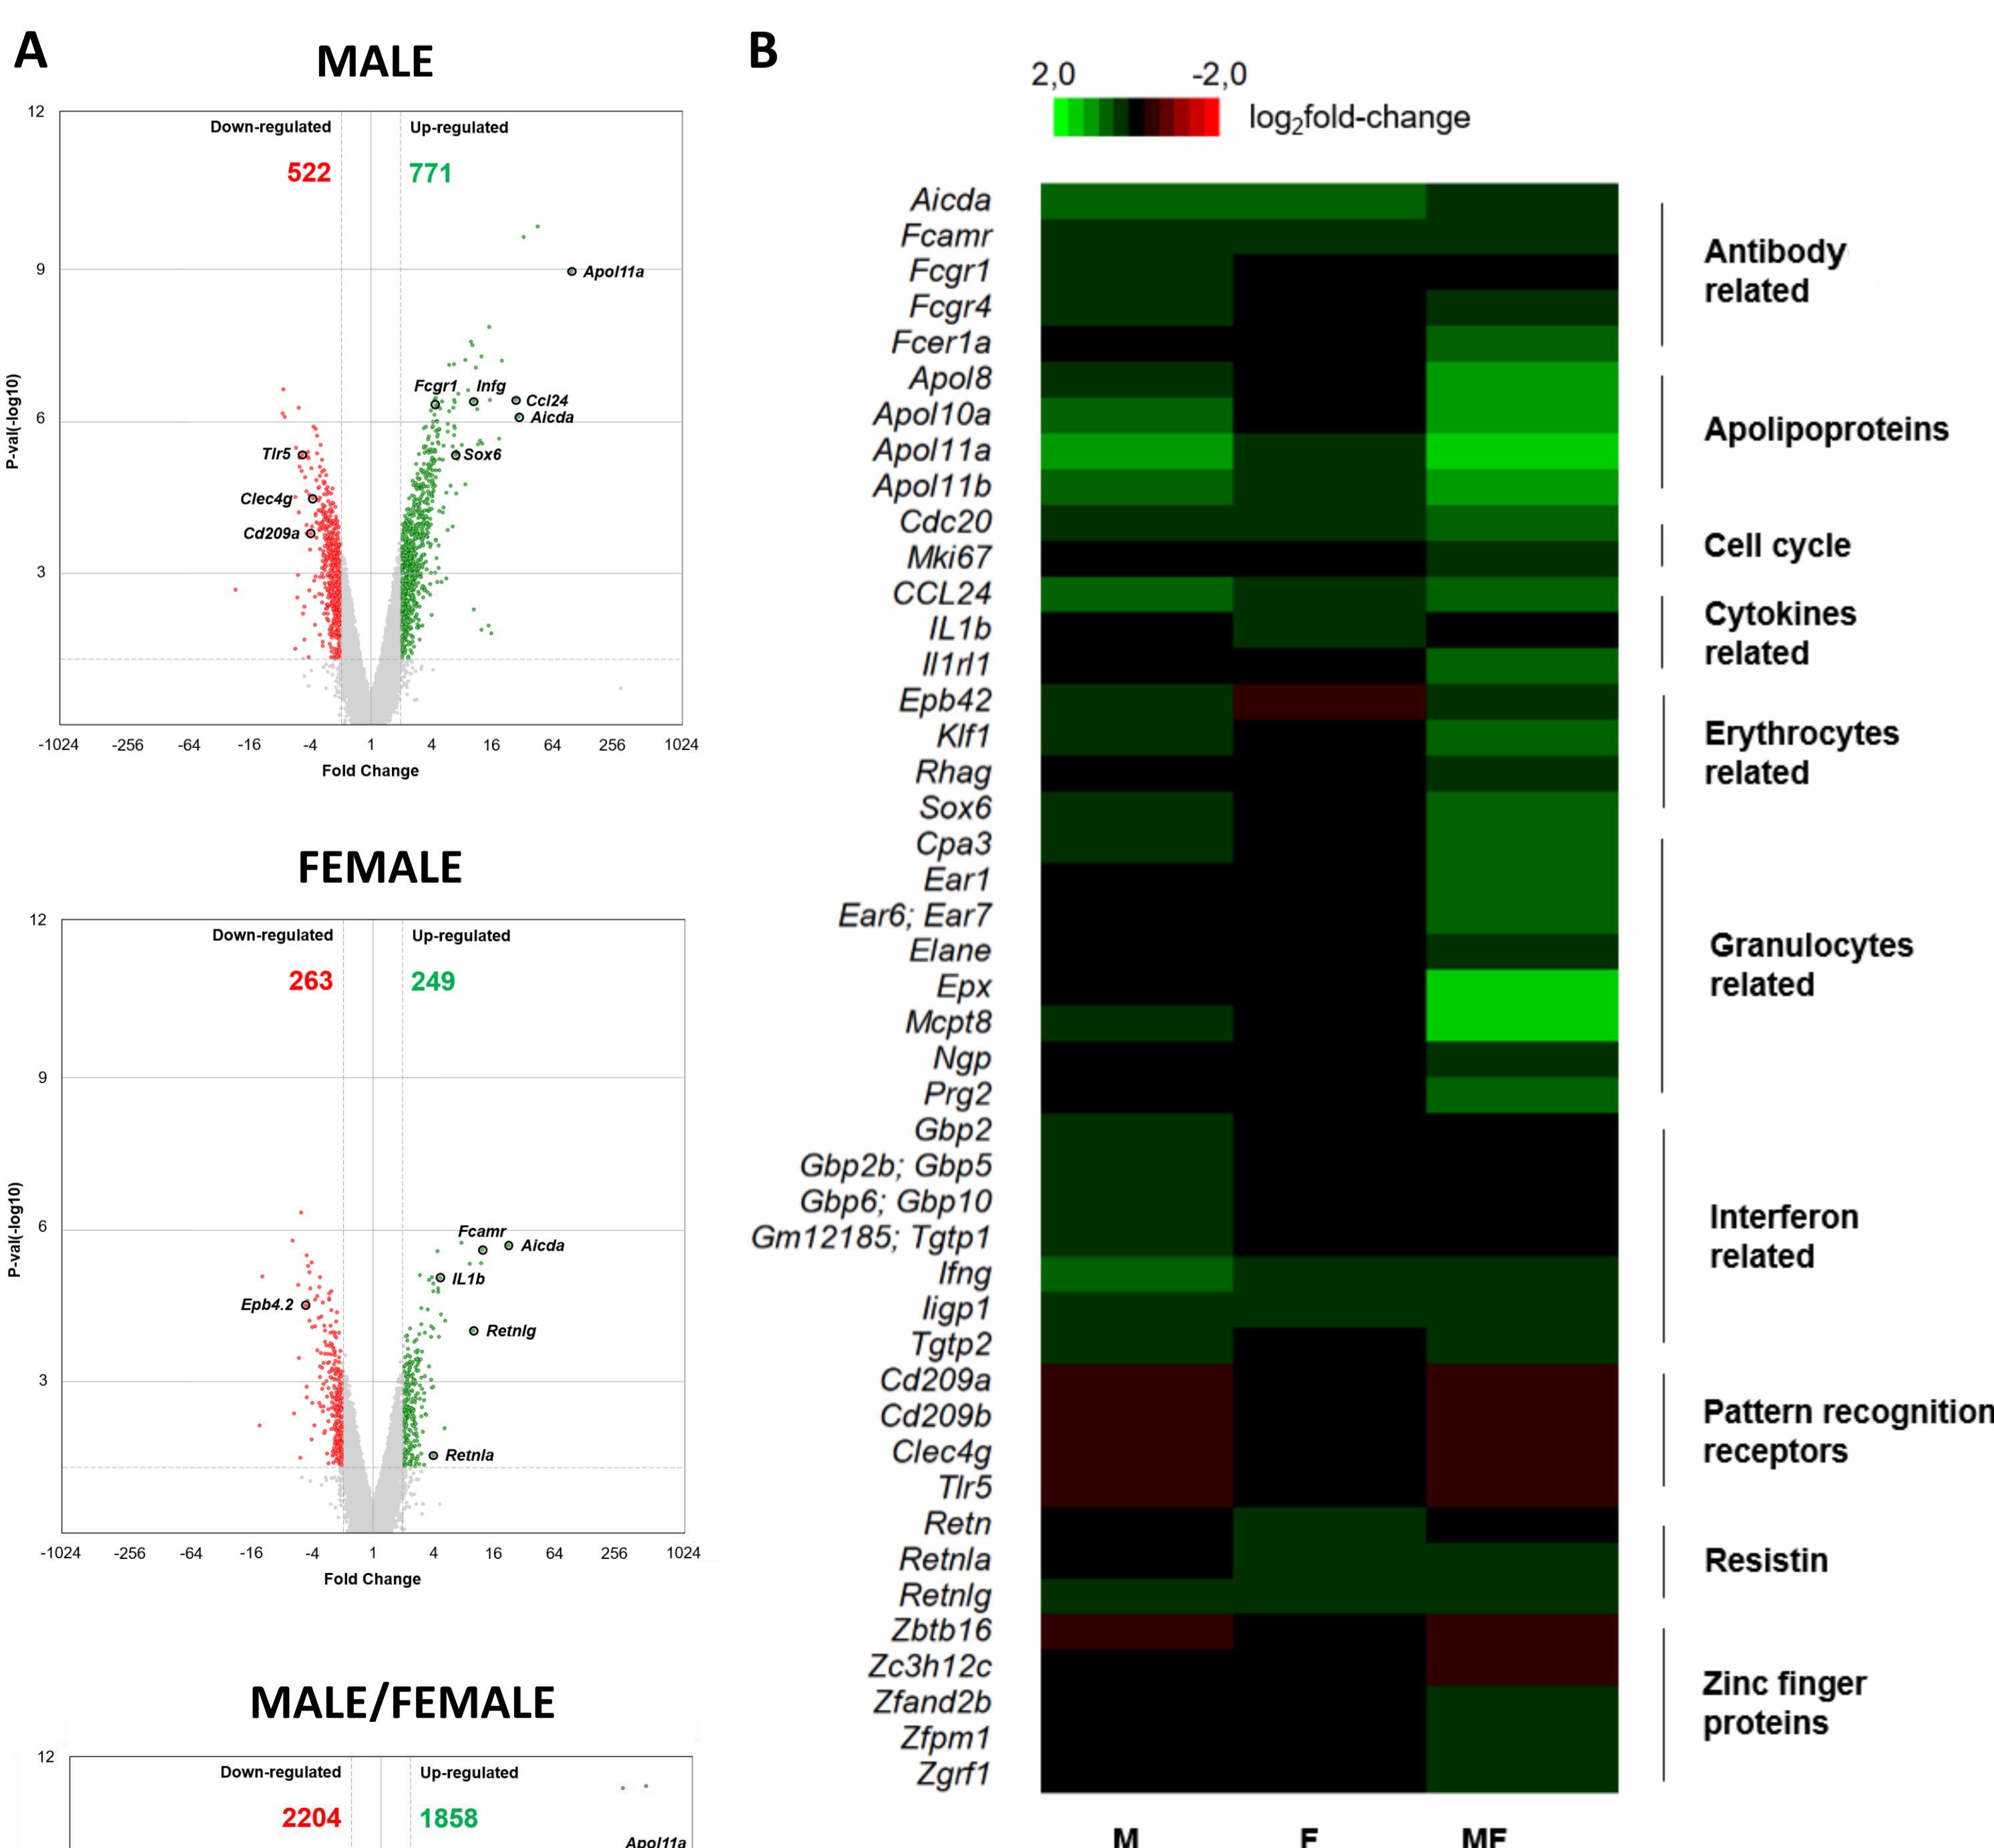 A
MALE
12
Down-regulated
Up-regulated
522
771
9
Apol11a
Fcgr1
Infg
Ccl24
Aicda
6
Tlr5
Sox6
Clec4g
Cd209a
3
P-val(-log10)
-1024 -256 -64 -16 -4 1 4 16 64 256 1024
Fold Change
FEMALE
12
Down-regulated
Up-regulated
263
249
9
6
Fcamr
Aicda
IL1b
Epb4.2
Retnlg
3
Retnla
P-val(-log10)
-1024 -256 -64 -16 -4 1 4 16 64 256 1024
Fold Change
MALE/FEMALE
12
Down-regulated
Up-regulated
2204
1858
Apol11a
B
2,0 -2,0
log2fold-change
Aicda
Fcamr
Fcgr1
Fcgr4
Fcer1a
Apol8
Apol10a
Apol11a
Apol11b
Cdc20
Mki67
CCL24
IL1b
Il1rl1
Epb42
Klf1
Rhag
Sox6
Cpa3
Ear1
Ear6; Ear7
Elane
Epx
Mcpt8
Ngp
Prg2
Gbp2
Gbp2b; Gbp5
Gbp6; Gbp10
Gm12185; Tgtp1
Ifng
Iigp1
Tgtp2
Cd209a
Cd209b
Clec4g
Tlr5
Retn
Retnla
Retnlg
Zbtb16
Zc3h12c
Zfand2b
Zfpm1
Zgrf1
Antibody
related
Apolipoproteins
Cell cycle
Cytokines
related
Erythrocytes
related
Granulocytes
related
Interferon
related
Pattern recognition
receptors
Resistin
Zinc finger
proteins
M F MF